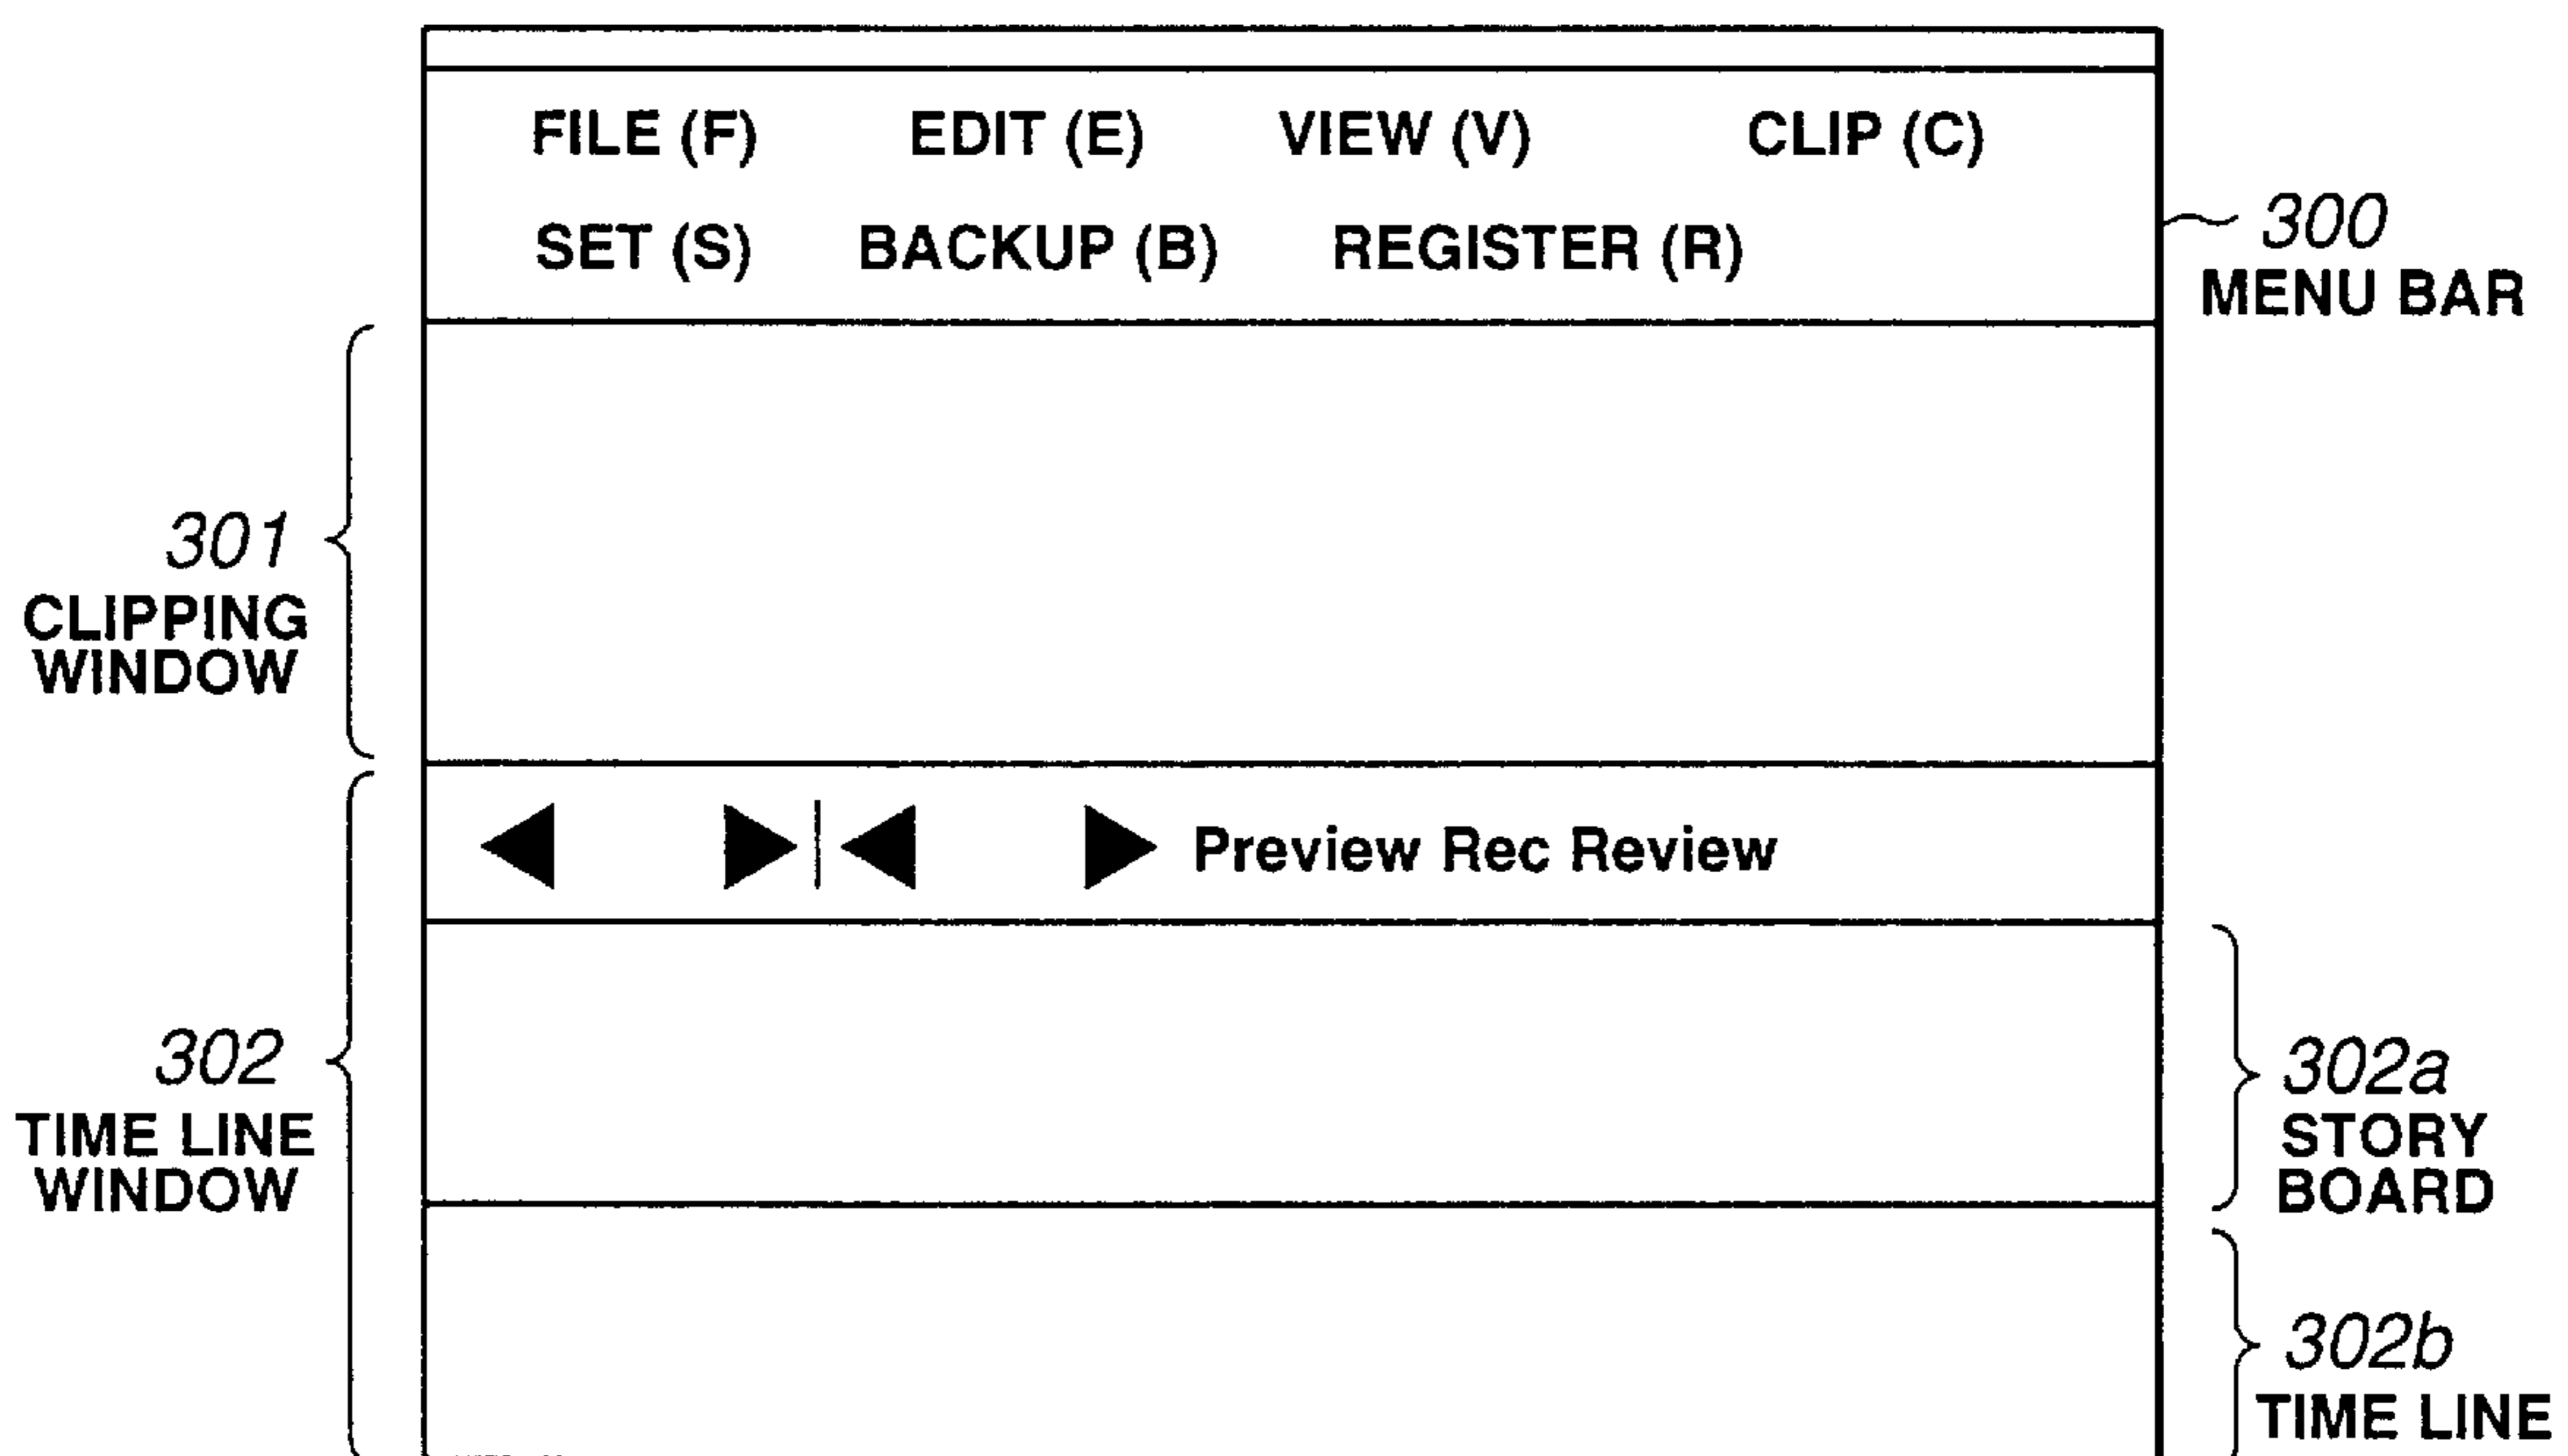 FILE (F) EDIT (E) VIEW (V) CLIP (C)
SET (S) BACKUP (B) REGISTER (R)
300
MENU BAR
301
CLIPPING
WINDOW
Preview Rec Review
302
TIME LINE
WINDOW
302a
STORY
BOARD
302b
TIME LINE